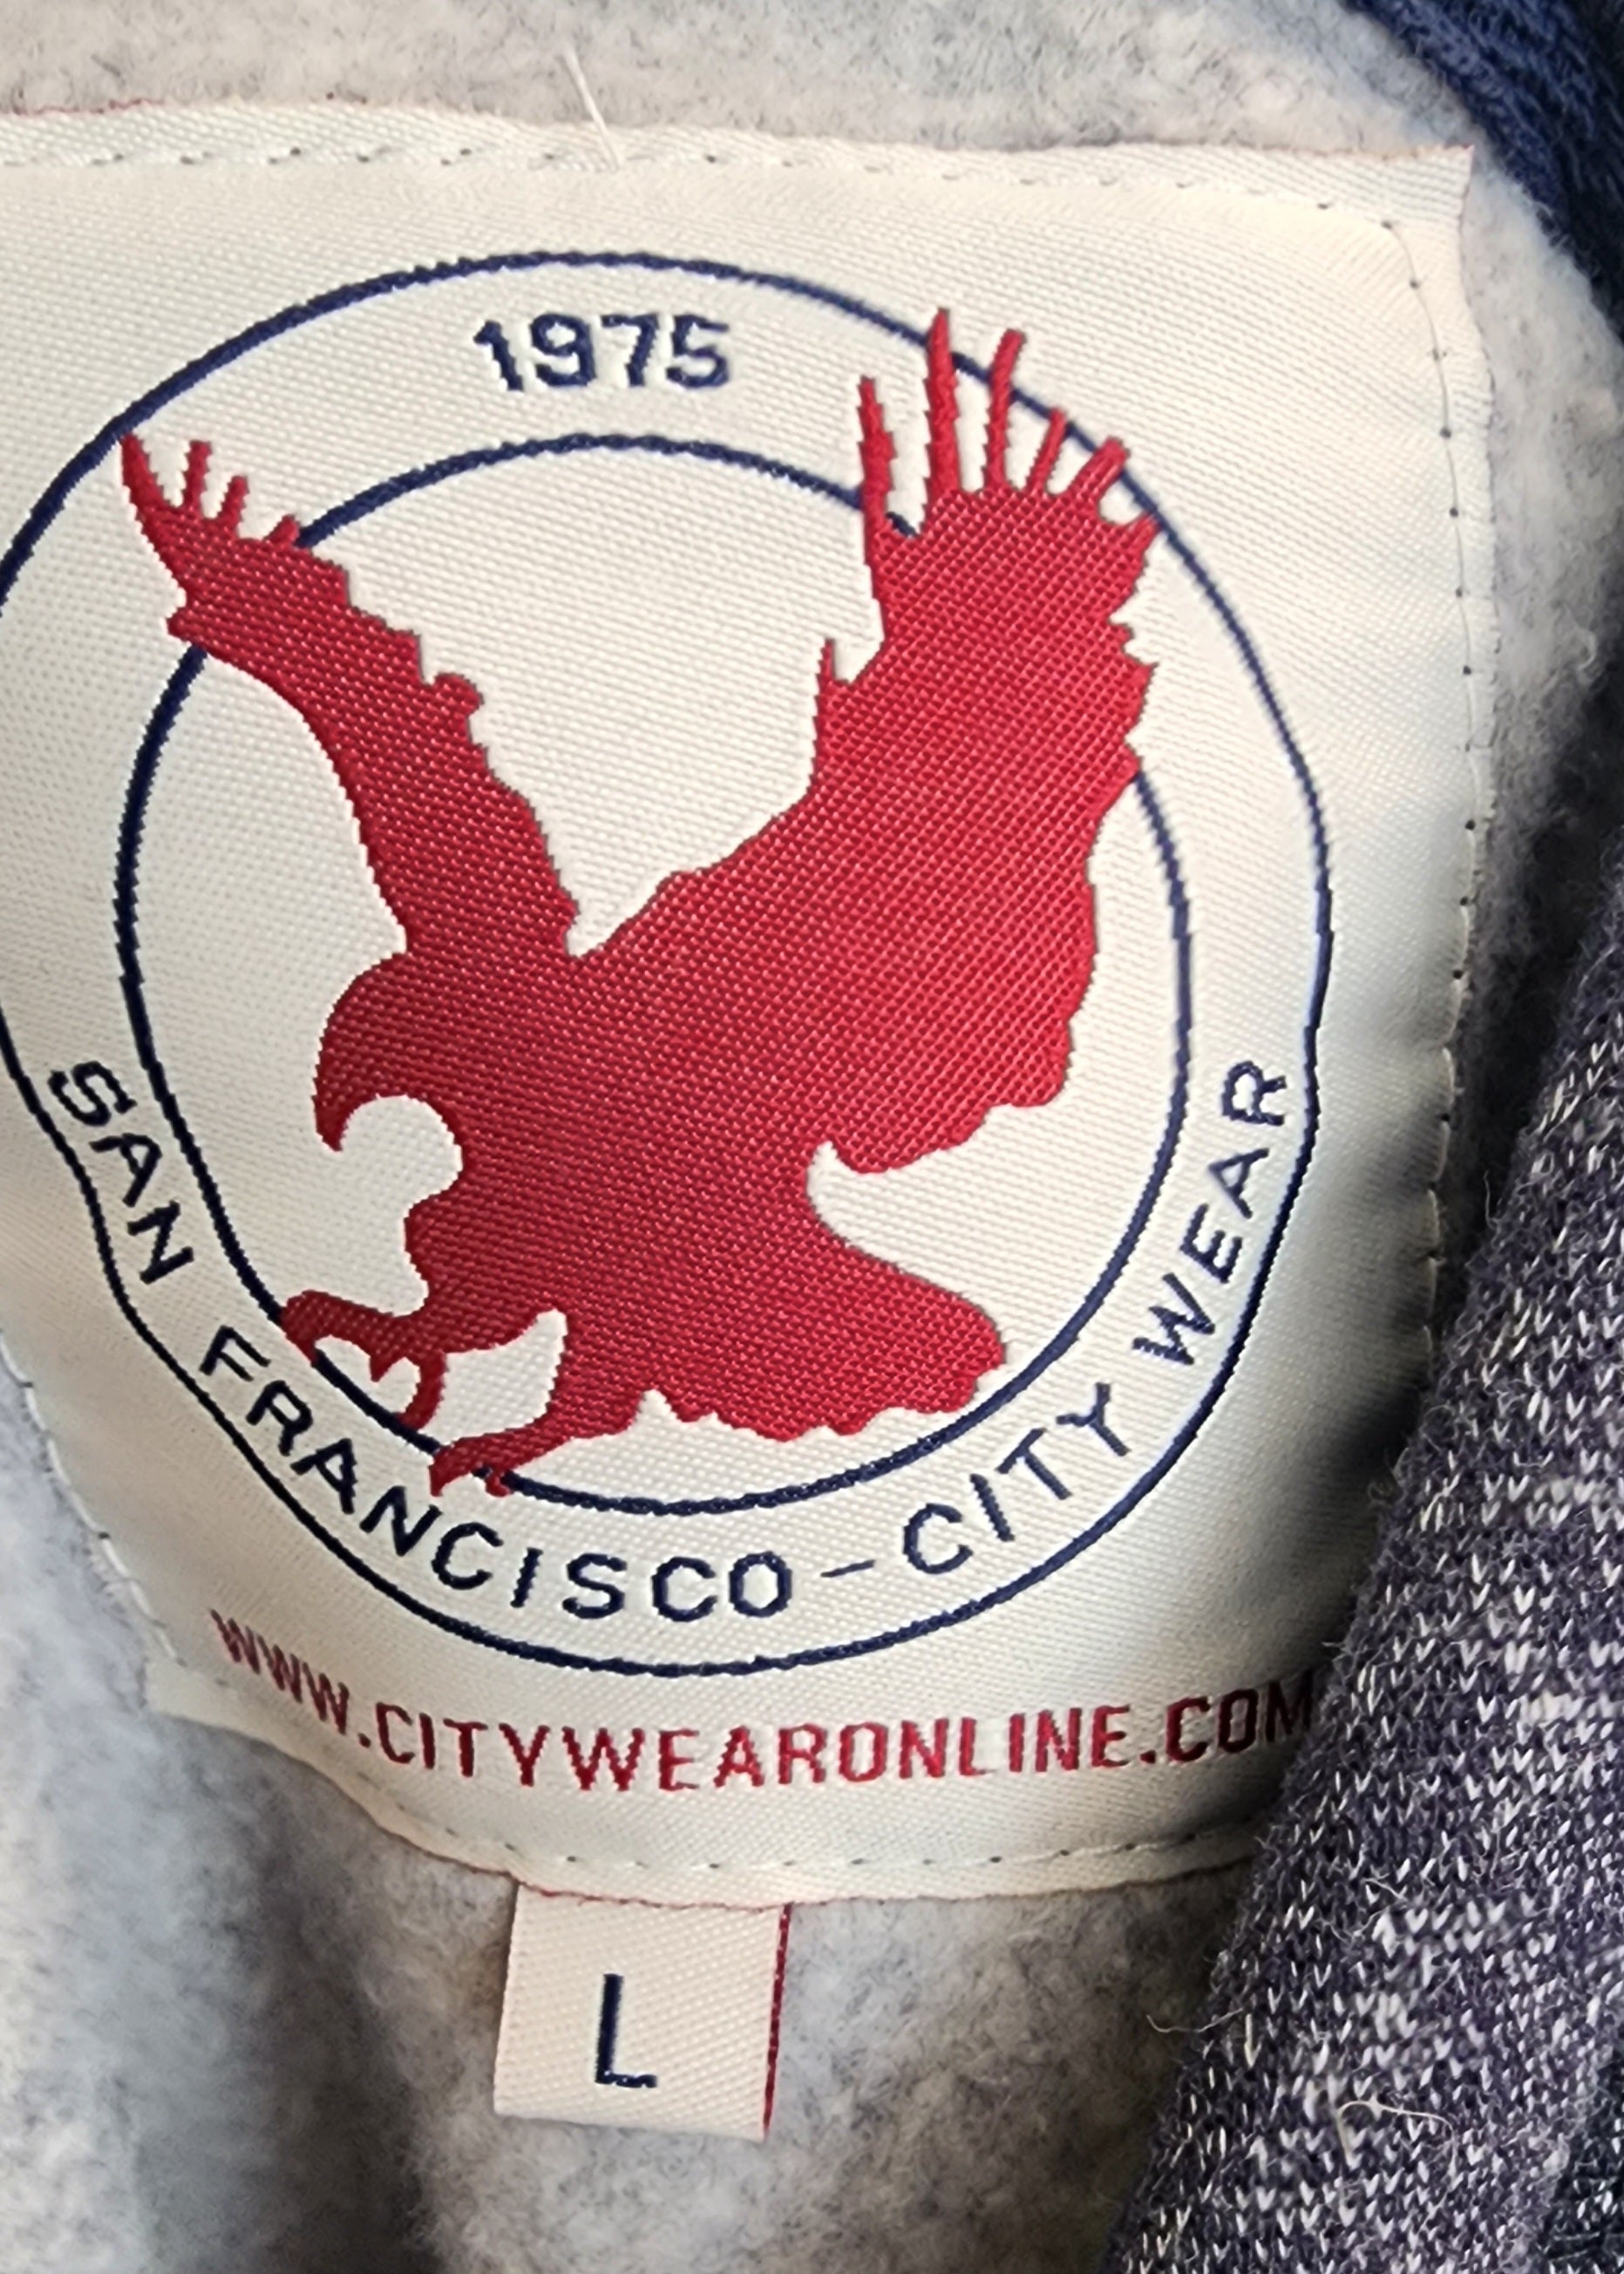 1975
SAN FRANCISCO-CITY WEAR
WWW.CITYWEARONLINE.COM
L